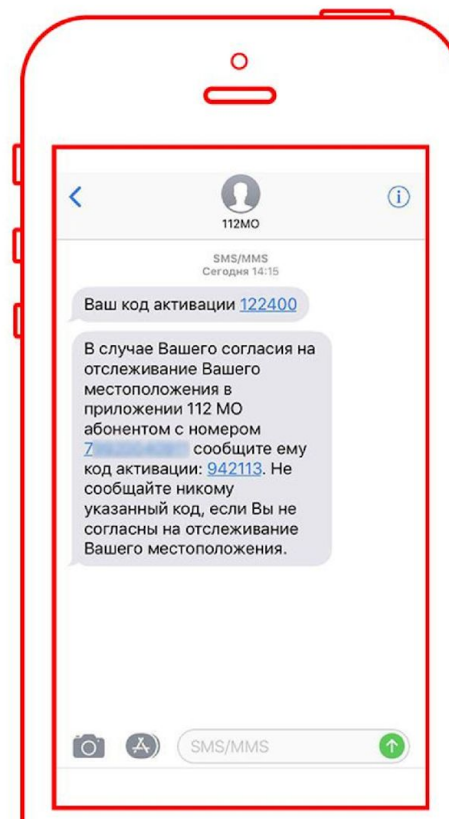 112МО
SMS/MMS
Сегодня 14:15
Ваш код активации 122400
В случае Вашего согласия на
отслеживание Вашего
местоположения в
приложении 112 МО
абонентом с номером
7 сообщите ему
код активации: 942113. Не
сообщайте никому
указанный код, если Вы не
согласны на отслеживание
Вашего местоположения.
SMS/MMS